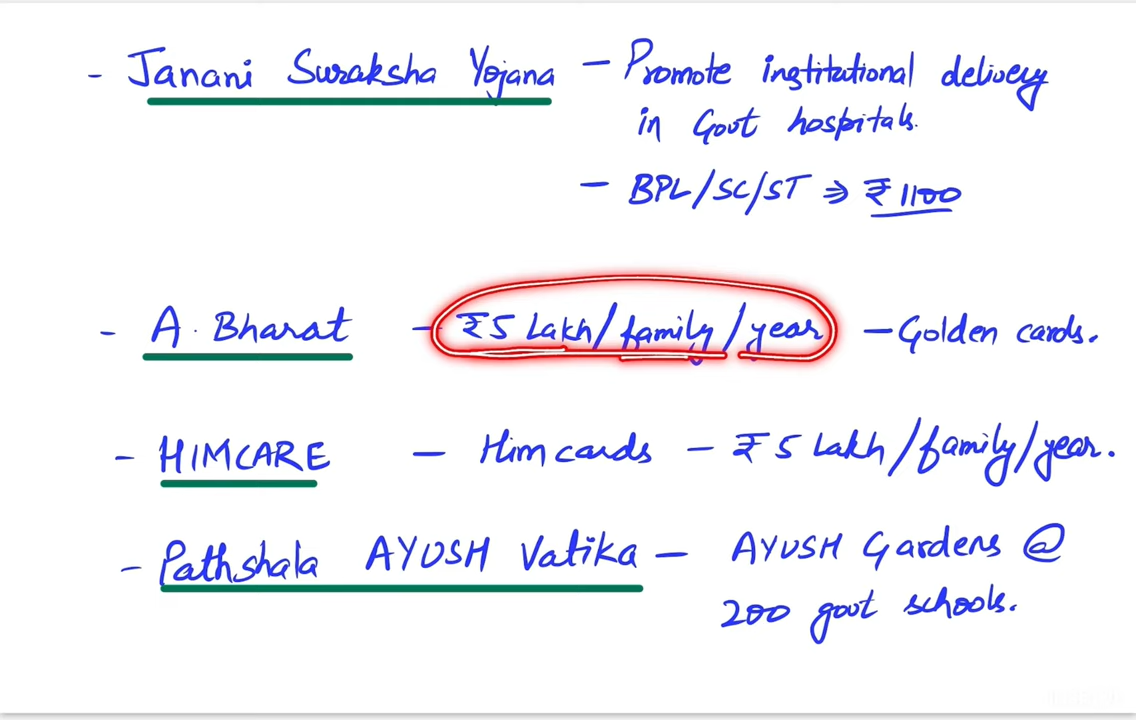 - Janani Suraksha Yojana - Promote institutional delivery
in Govt hospitals.
- BPL/SC/ST ⇒ ₹1100
- A. Bharat - ₹5 Lakh/family/year - Golden cards.
- HIMCARE - Him cards - ₹5 Lakh/family/year.
- Pathshala AYUSH Vatika - AYUSH Gardens @
200 govt schools.